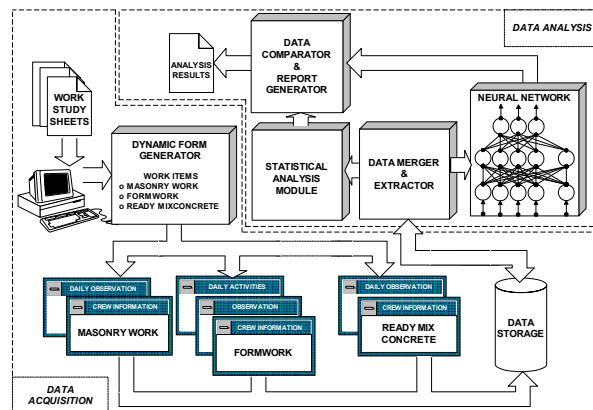 DATA ANALYSIS
ANALYSIS
RESULTS
DATA
COMPARATOR
&
REPORT
GENERATOR
WORK
STUDY
SHEETS
NEURAL NETWORK
DYNAMIC FORM
GENERATOR
WORK ITEMS
o MASONRY WORK
o FORMWORK
o READY MIXCONCRETE
STATISTICAL
ANALYSIS
MODULE
DATA MERGER
&
EXTRACTOR
DAILY OBSERVATION
CREW INFORMATION
MASONRY WORK
DAILY ACTIVITIES
OBSERVATION
CREW INFORMATION
FORMWORK
DAILY OBSERVATION
CREW INFORMATION
READY MIX
CONCRETE
DATA
STORAGE
DATA
ACQUISITION